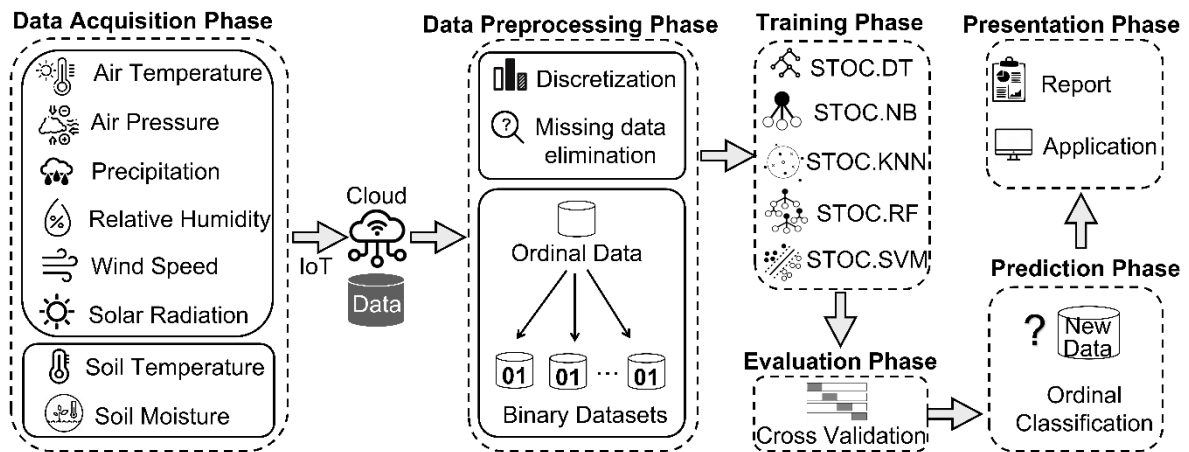 Data Acquisition Phase
Air Temperature
Air Pressure
Precipitation
Relative Humidity
Wind Speed
Solar Radiation
Soil Temperature
Soil Moisture
IoT
Cloud
Data
Data Preprocessing Phase
Discretization
Missing data
elimination
Ordinal Data
01 01 ... 01
Binary Datasets
Training Phase
STOC.DT
STOC.NB
STOC.KNN
STOC.RF
STOC.SVM
Evaluation Phase
Cross Validation
Prediction Phase
?
New
Data
Ordinal
Classification
Presentation Phase
Report
Application